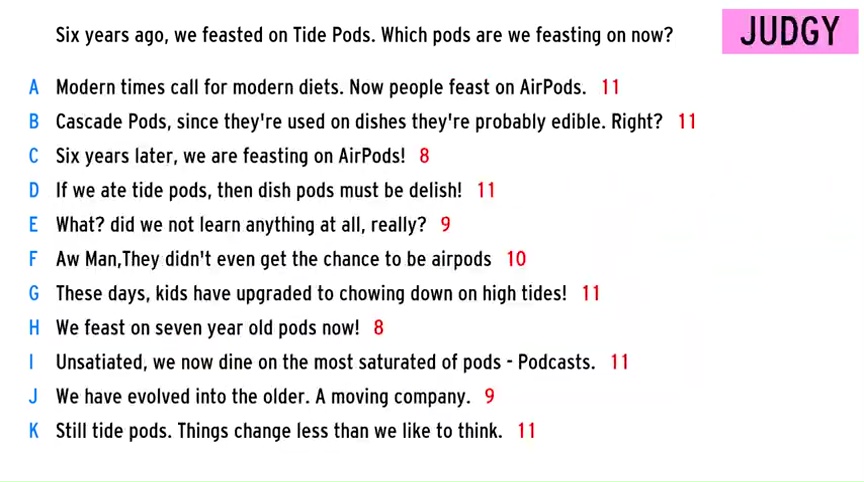 Six years ago, we feasted on Tide Pods. Which pods are we feasting on now?
JUDGY
A Modern times call for modern diets. Now people feast on AirPods. 11
B Cascade Pods, since they're used on dishes they're probably edible. Right? 11
C Six years later, we are feasting on AirPods! 8
D If we ate tide pods, then dish pods must be delish! 11
E What? did we not learn anything at all, really? 9
F Aw Man,They didn't even get the chance to be airpods 10
G These days, kids have upgraded to chowing down on high tides! 11
H We feast on seven year old pods now! 8
I Unsatiated, we now dine on the most saturated of pods - Podcasts. 11
J We have evolved into the older. A moving company. 9
K Still tide pods. Things change less than we like to think. 11